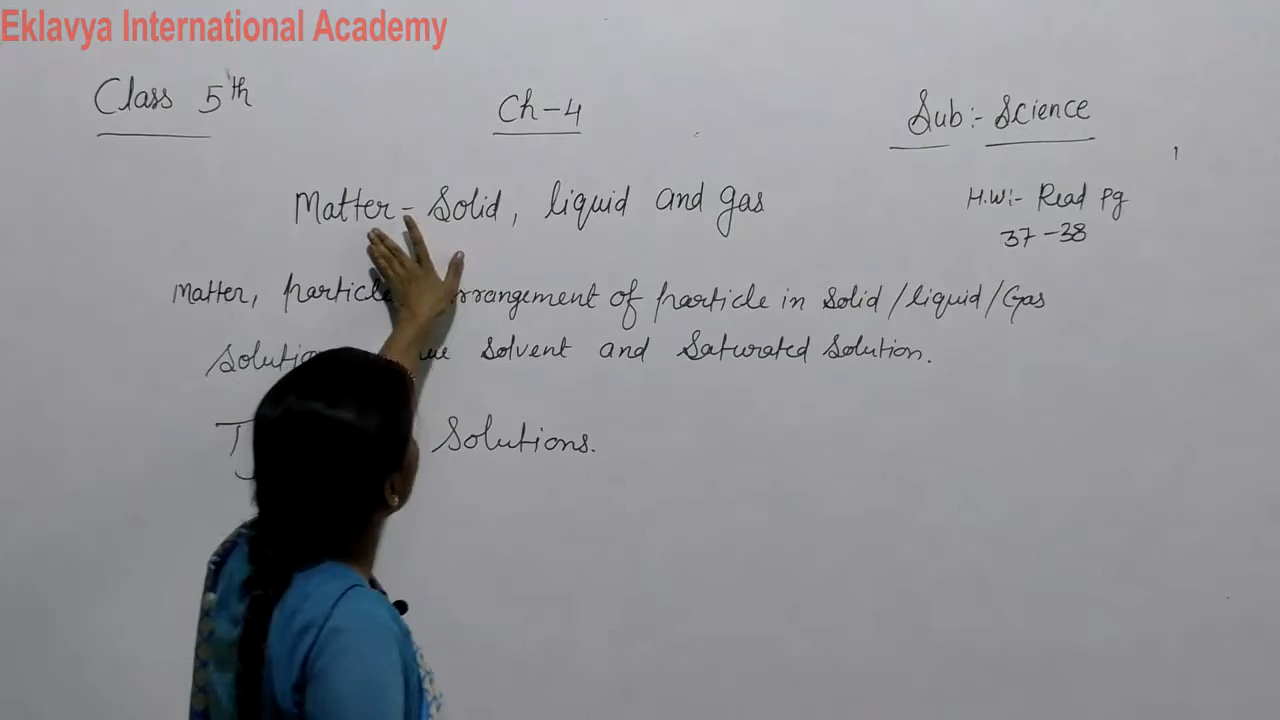 Eklavya International Academy
Class 5th
Ch-4
Sub:- Science
Matter - Solid, liquid and gas
H.W:- Read Pg
37-38
Matter, particle arrangement of particle in Solid / liquid / Gas
Solvent and Saturated Solution.
Solutions.